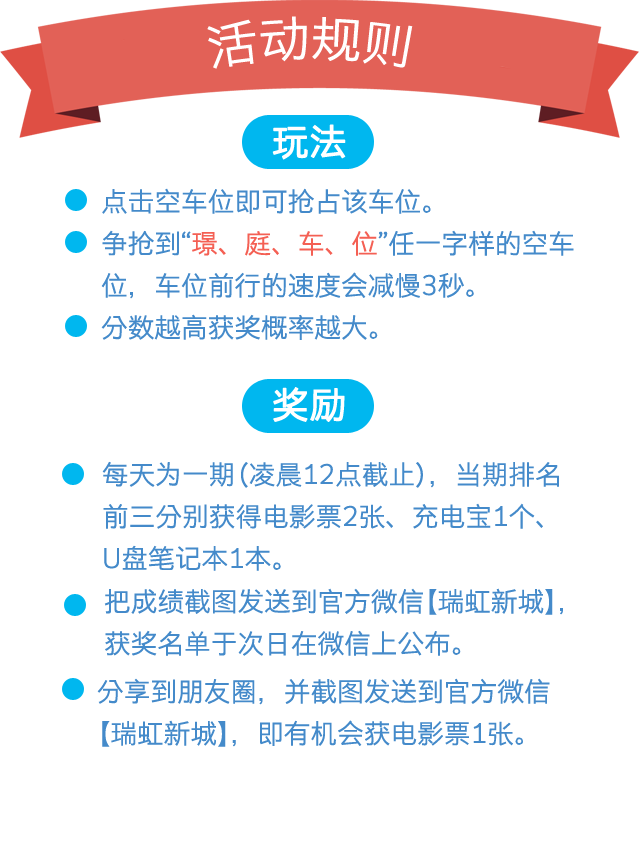 活动规则
玩法
点击空车位即可抢占该车位。
争抢到“璟、庭、车、位”任一字样的空车
位，车位前行的速度会减慢3秒。
分数越高获奖概率越大。
奖励
每天为一期(凌晨12点截止)，当期排名
前三分别获得电影票2张、充电宝1个、
U盘笔记本1本。
把成绩截图发送到官方微信【瑞虹新城】，
获奖名单于次日在微信上公布。
分享到朋友圈，并截图发送到官方微信
【瑞虹新城】，即有机会获电影票1张。